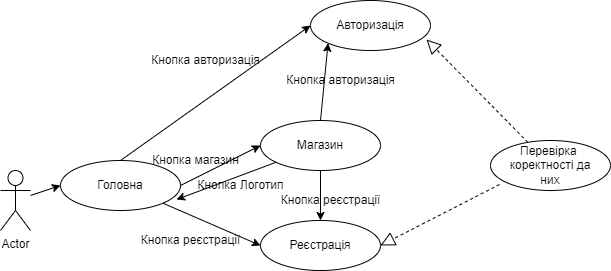 Авторизація
Кнопка авторизація
Кнопка авторизація
Магазин
Перевірка
коректності да
них
Кнопка магазин
Головна
Кнопка Логотип
Кнопка реєстрації
Actor
Кнопка реєстрації
Реєстрація